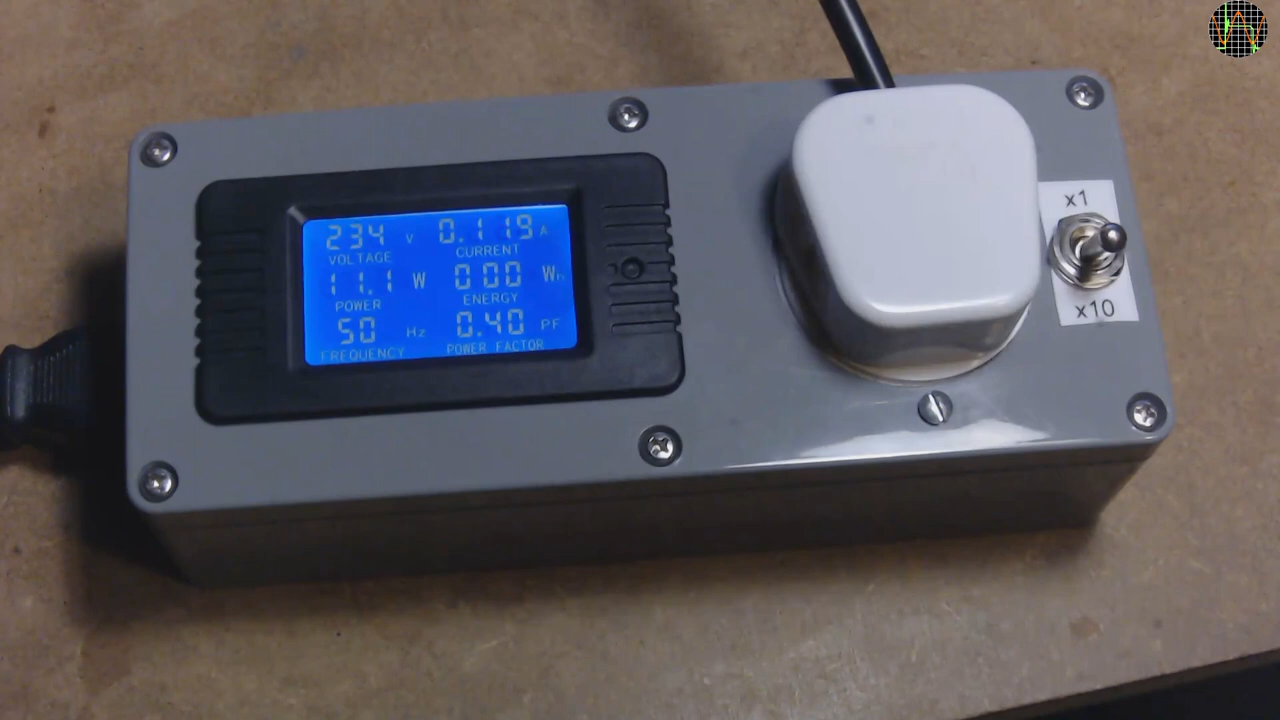 234 V 0.119 A
VOLTAGE CURRENT
11.1 W 000 Wh
POWER ENERGY
50 Hz 0.40 PF
FREQUENCY POWER FACTOR
x1
x10